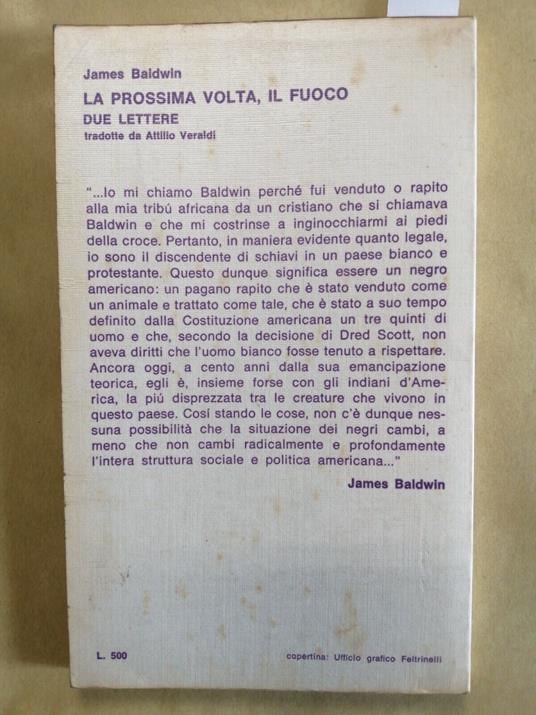 James Baldwin
LA PROSSIMA VOLTA, IL FUOCO
DUE LETTERE
tradotte da Attilio Veraldi
"...Io mi chiamo Baldwin perché fui venduto o rapito
alla mia tribú africana da un cristiano che si chiamava
Baldwin e che mi costrinse a inginocchiarmi ai piedi
della croce. Pertanto, in maniera evidente quanto legale,
io sono il discendente di schiavi in un paese bianco e
protestante. Questo dunque significa essere un negro
americano: un pagano rapito che è stato venduto come
un animale e trattato come tale, che è stato a suo tempo
definito dalla Costituzione americana un tre quinti di
uomo e che, secondo la decisione di Dred Scott, non
aveva diritti che l'uomo bianco fosse tenuto a rispettare.
Ancora oggi, a cento anni dalla sua emancipazione
teorica, egli è, insieme forse con gli indiani d'Ame-
rica, la piú disprezzata tra le creature che vivono in
questo paese. Cosí stando le cose, non c'è dunque nes-
suna possibilità che la situazione dei negri cambi, a
meno che non cambi radicalmente e profondamente
l'intera struttura sociale e politica americana..."
James Baldwin
L. 500
copertina: Ufficio grafico Feltrinelli